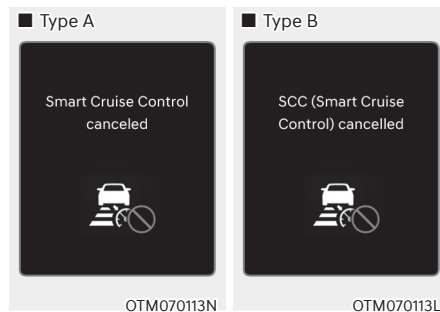 ■ Type A
Smart Cruise Control
canceled
OTM070113N
■ Type B
SCC (Smart Cruise
Control) cancelled
OTM070113L